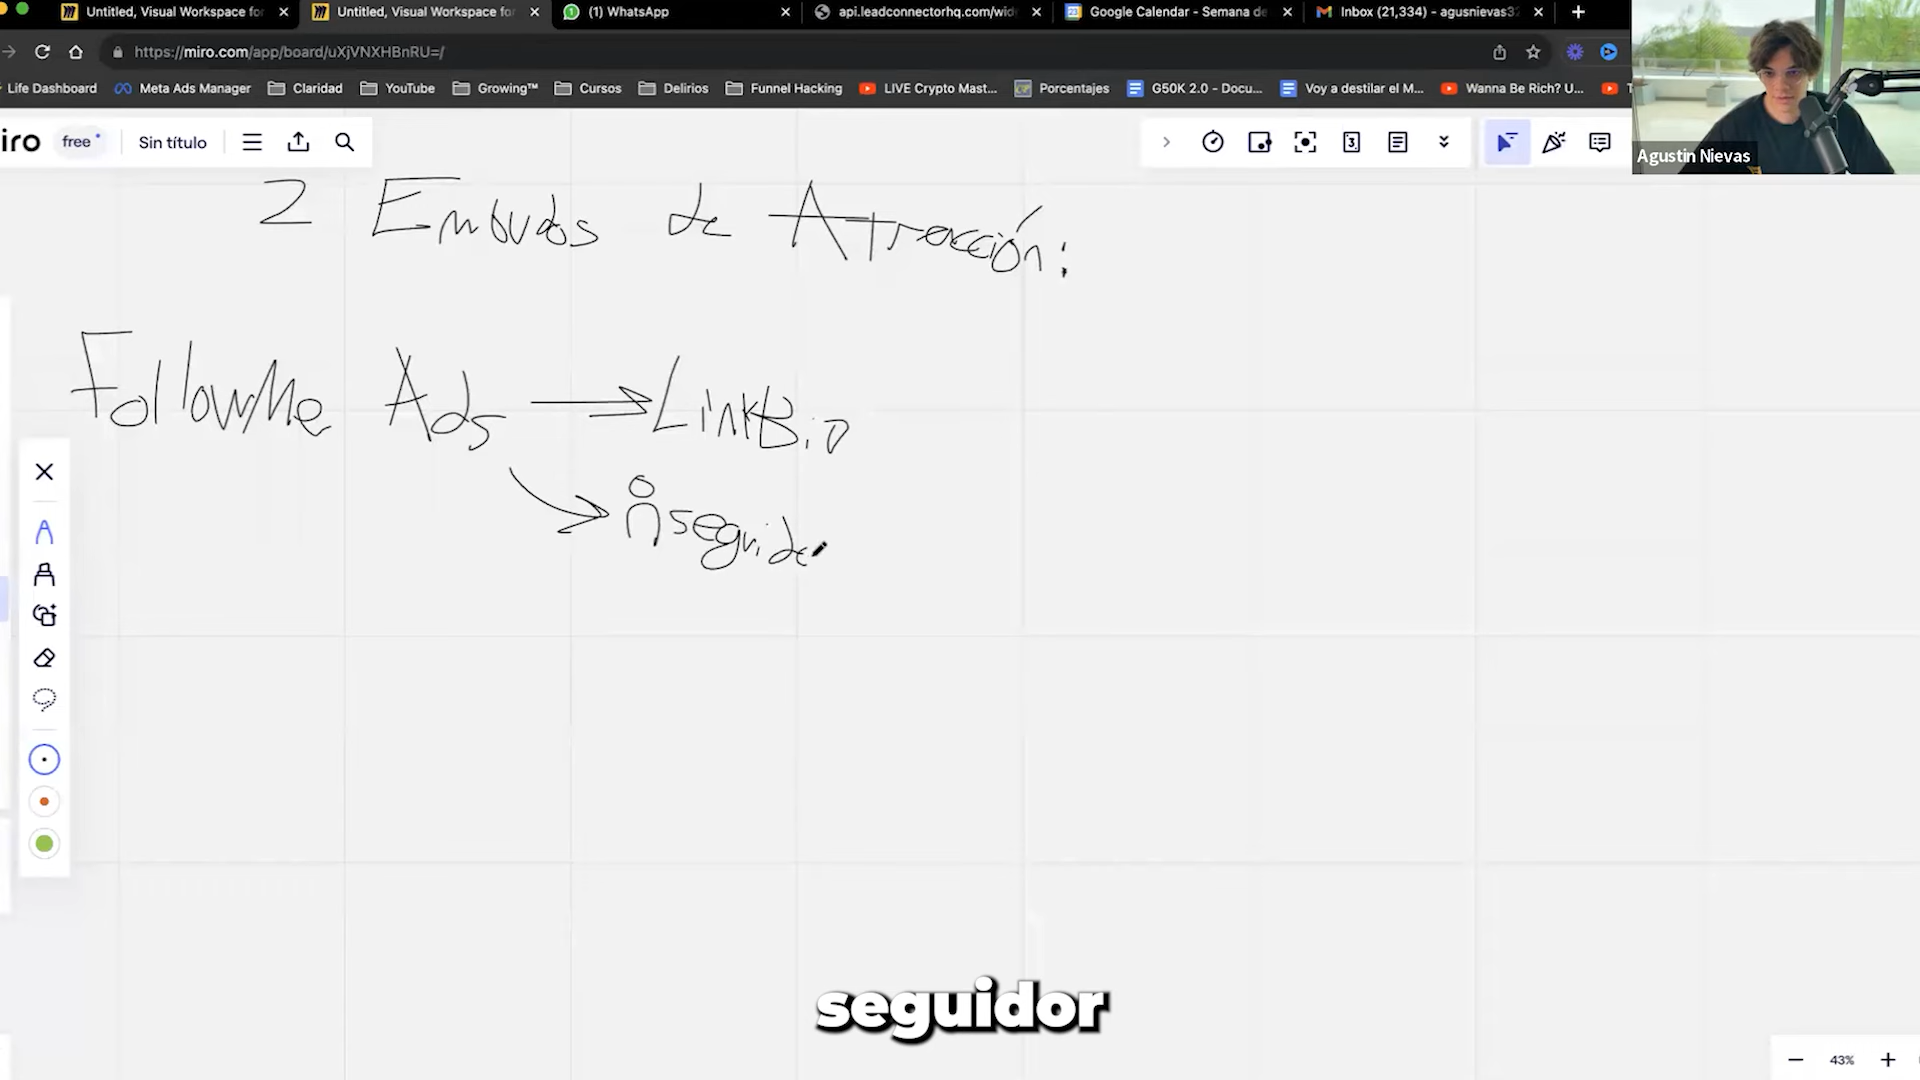 Untitled, Visual Workspace for
Untitled, Visual Workspace for
(1) WhatsApp
api.leadconnectorhq.com/wid
Google Calendar - Semana de
Inbox (21,334) - agusnievas32
https://miro.com/app/board/uXjVNXHBnRU=/
Life Dashboard
Meta Ads Manager
Claridad
YouTube
Growing™
Cursos
Delirios
Funnel Hacking
LIVE Crypto Mast...
Porcentajes
G50K 2.0 - Docu...
Voy a destilar el M...
Wanna Be Rich? U...
iro
free
Sin título
3
Agustin Nievas
2 Embudos de Atracción:
FollowMe Ads → LinkBio
seguide
seguidor
43%